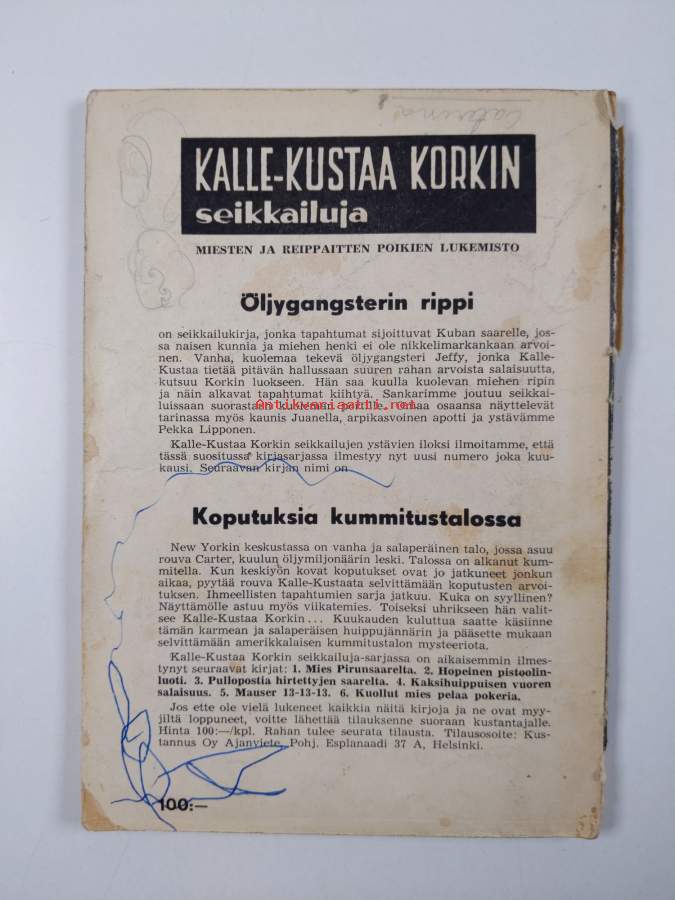 KALLE-KUSTAA KORKIN
seikkailuja
MIESTEN JA REIPPAITTEN POIKIEN LUKEMISTO
Öljygangsterin rippi
on seikkailukirja, jonka tapahtumat sijoittuvat Kuban saarelle, jos-
sa naisen kunnia ja miehen henki ei ole nikkelimarkankaan arvoi-
nen. Vanha, kuolemaa tekevä öljygangsteri Jeffy, jonka Kalle-
Kustaa tietää pitävän hallussaan suuren rahan arvoista salaisuutta,
kutsuu Korkin luokseen. Hän saa kuulla kuolevan miehen ripin
ja näin alkavat tapahtumat kiihtyä. Sankarimme joutuu seikkai-
luissaan suorastaan kuoleman porteille. Omaa osaansa näyttelevät
Antikvariaatti.net
tarinassa myös kaunis Juanella, arpikasvoinen apotti ja ystävämme
Pekka Lipponen.
Kalle-Kustaa Korkin seikkailujen ystävien iloksi ilmoitamme, että
tässä suositussa kirjasarjassa ilmestyy nyt uusi numero joka kuu-
kausi. Seuraavan kirjan nimi on
Koputuksia kummitustalossa
New Yorkin keskustassa on vanha ja salaperäinen talo, jossa asuu
rouva Carter, kuulun öljymiljonäärin leski. Talossa on alkanut kum-
mitella. Kun keskiyön kovat koputukset ovat jo jatkuneet jonkun
aikaa, pyytää rouva Kalle-Kustaata selvittämään koputusten arvoi-
tuksen. Ihmeellisten tapahtumien sarja jatkuu. Kuka on syyllinen?
Näyttämölle astuu myös viikatemies. Toiseksi uhrikseen hän valit-
see Kalle-Kustaa Korkin... Kuukauden kuluttua saatte käsiinne
tämän karmean ja salaperäisen huippujännärin ja pääsette mukaan
selvittämään amerikkalaisen kummitustalon mysteeriota.
Kalle-Kustaa Korkin seikkailuja-sarjassa on aikaisemmin ilmes-
tynyt seuraavat kirjat: 1. Mies Pirunsaarelta. 2. Hopeinen pistoolin-
luoti. 3. Pullopostia hirtettyjen saarelta. 4. Kaksihuippuisen vuoren
salaisuus. 5. Mauser 13-13-13. 6. Kuollut mies pelaa pokeria.
Jos ette ole vielä lukeneet kaikkia näitä kirjoja ja ne ovat myy-
jiltä loppuneet, voitte lähettää tilauksenne suoraan kustantajalle.
Hinta 100:—/kpl. Rahan tulee seurata tilausta. Tilausosoite: Kus-
tannus Oy Ajanviete, Pohj. Esplanaadi 37 A, Helsinki.
100:—